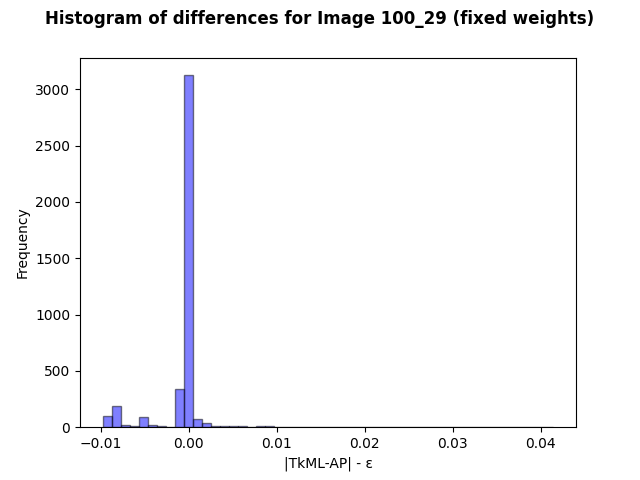 Histogram of differences for Image 100_29 (fixed weights)
3000
2500
2000
1500
1000
500
0
Frequency
−0.01 0.00 0.01 0.02 0.03 0.04
|TkML-AP| - ε